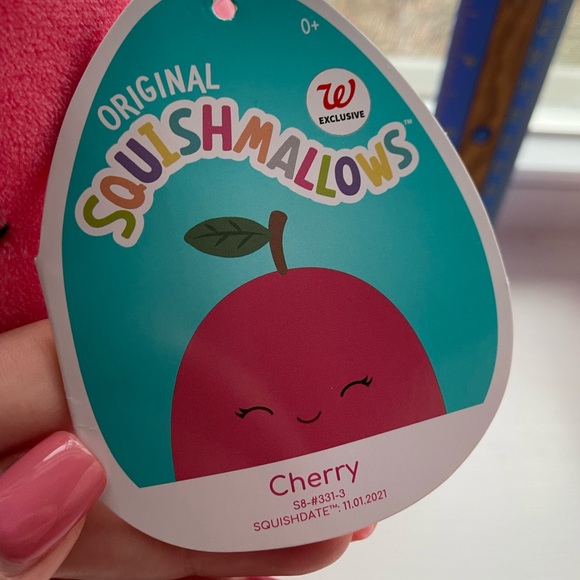 0+
ORIGINAL
SQUISHMALLOWS™
W
EXCLUSIVE
Cherry
S8-#331-3
SQUISHDATE™: 11.01.2021